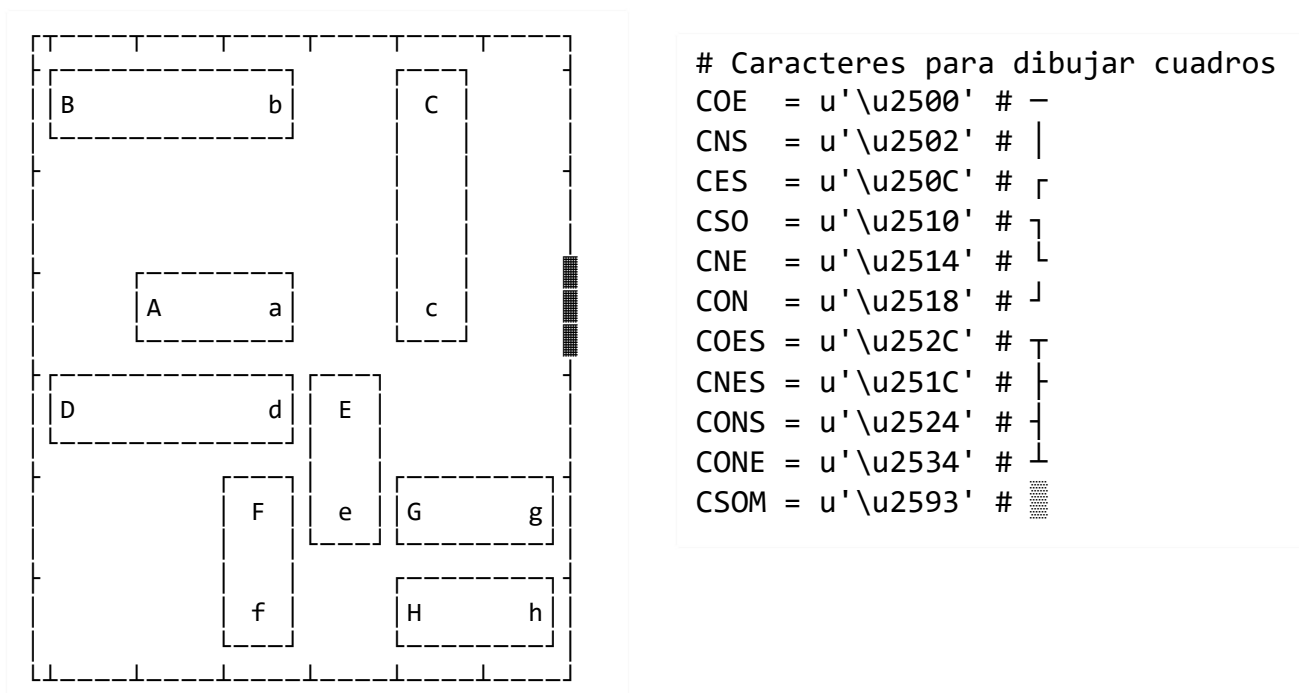 B b C
A a c
D d E
F e G g
f H h
# Caracteres para dibujar cuadros
COE = u'\u2500' # ─
CNS = u'\u2502' # │
CES = u'\u250C' # ┌
CSO = u'\u2510' # ┐
CNE = u'\u2514' # └
CON = u'\u2518' # ┘
COES = u'\u252C' # ┬
CNES = u'\u251C' # ├
CONS = u'\u2524' # ┤
CONE = u'\u2534' # ┴
CSOM = u'\u2593' # ▒